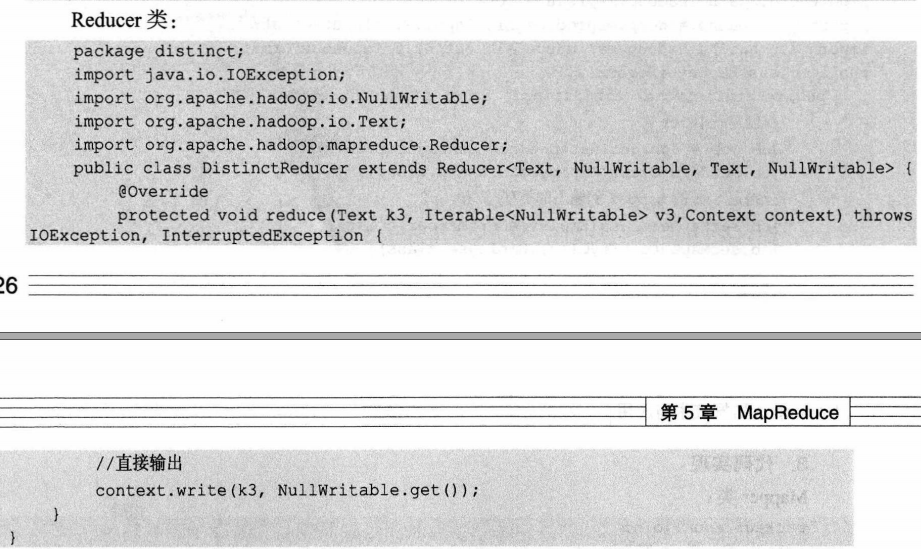 Reducer 类：
package distinct;
import java.io.IOException;
import org.apache.hadoop.io.NullWritable;
import org.apache.hadoop.io.Text;
import org.apache.hadoop.mapreduce.Reducer;
public class DistinctReducer extends Reducer<Text, NullWritable, Text, NullWritable> {
@Override
protected void reduce(Text k3, Iterable<NullWritable> v3,Context context) throws
IOException, InterruptedException {
26
第 5 章 MapReduce
//直接输出
context.write(k3, NullWritable.get());
}
}